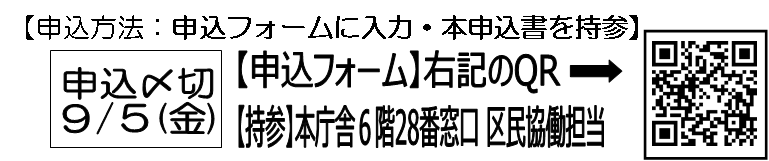 【申込方法：申込フォームに入力・本申込書を持参】
申込〆切
９/５(金)
【申込フォーム】右記のQR ➡
【持参】本庁舎６階28番窓口 区民協働担当